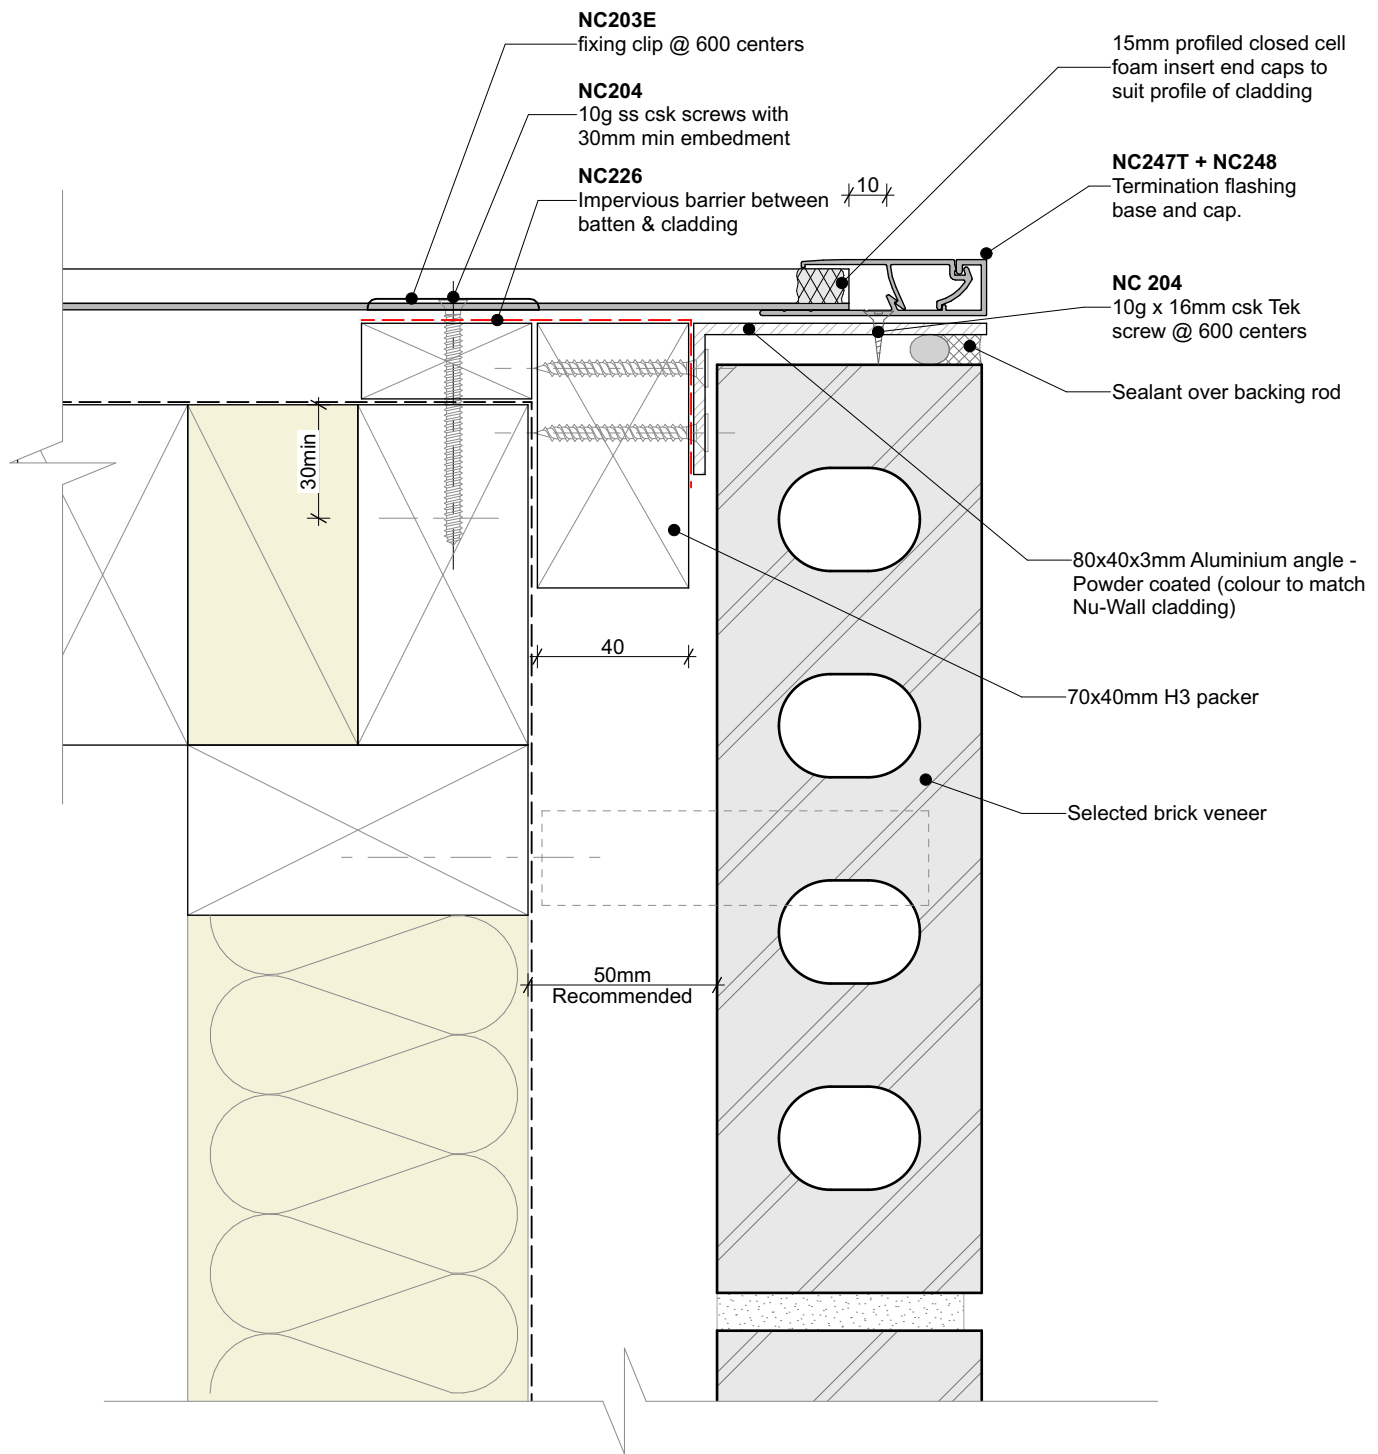 NC203E
fixing clip @ 600 centers
NC204
10g ss csk screws with
30mm min embedment
NC226
Impervious barrier between
batten & cladding
10
15mm profiled closed cell
foam insert end caps to
suit profile of cladding
NC247T + NC248
Termination flashing
base and cap.
NC 204
10g x 16mm csk Tek
screw @ 600 centers
Sealant over backing rod
30min
80x40x3mm Aluminium angle -
Powder coated (colour to match
Nu-Wall cladding)
40
70x40mm H3 packer
Selected brick veneer
50mm
Recommended